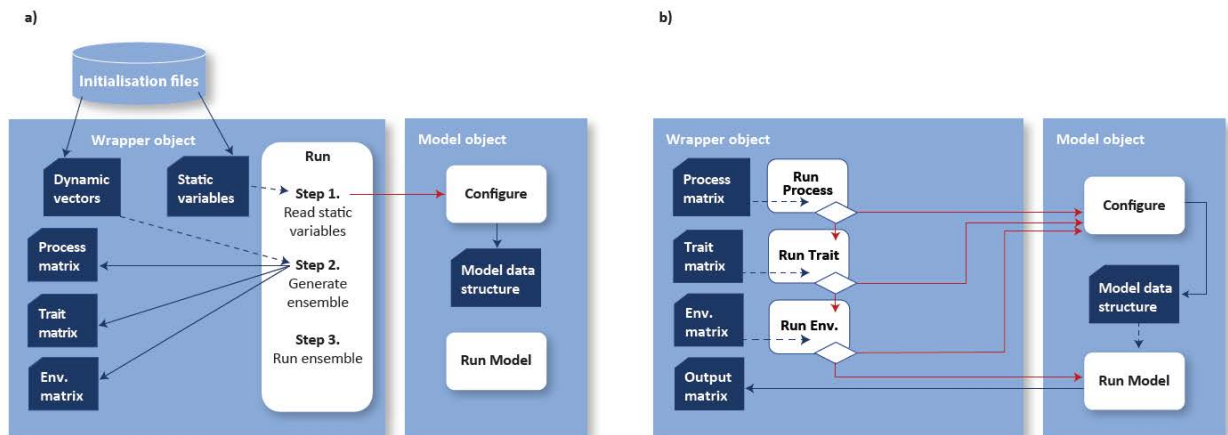 a)
Initialisation files
Wrapper object
Dynamic
vectors
Static
variables
Process
matrix
Trait
matrix
Env.
matrix
Run
Step 1.
Read static
variables
Step 2.
Generate
ensemble
Step 3.
Run ensemble
Model object
Configure
Model data
structure
Run Model
b)
Wrapper object
Process
matrix
Trait
matrix
Env.
matrix
Output
matrix
Run
Process
Run Trait
Run Env.
Model object
Configure
Model data
structure
Run Model